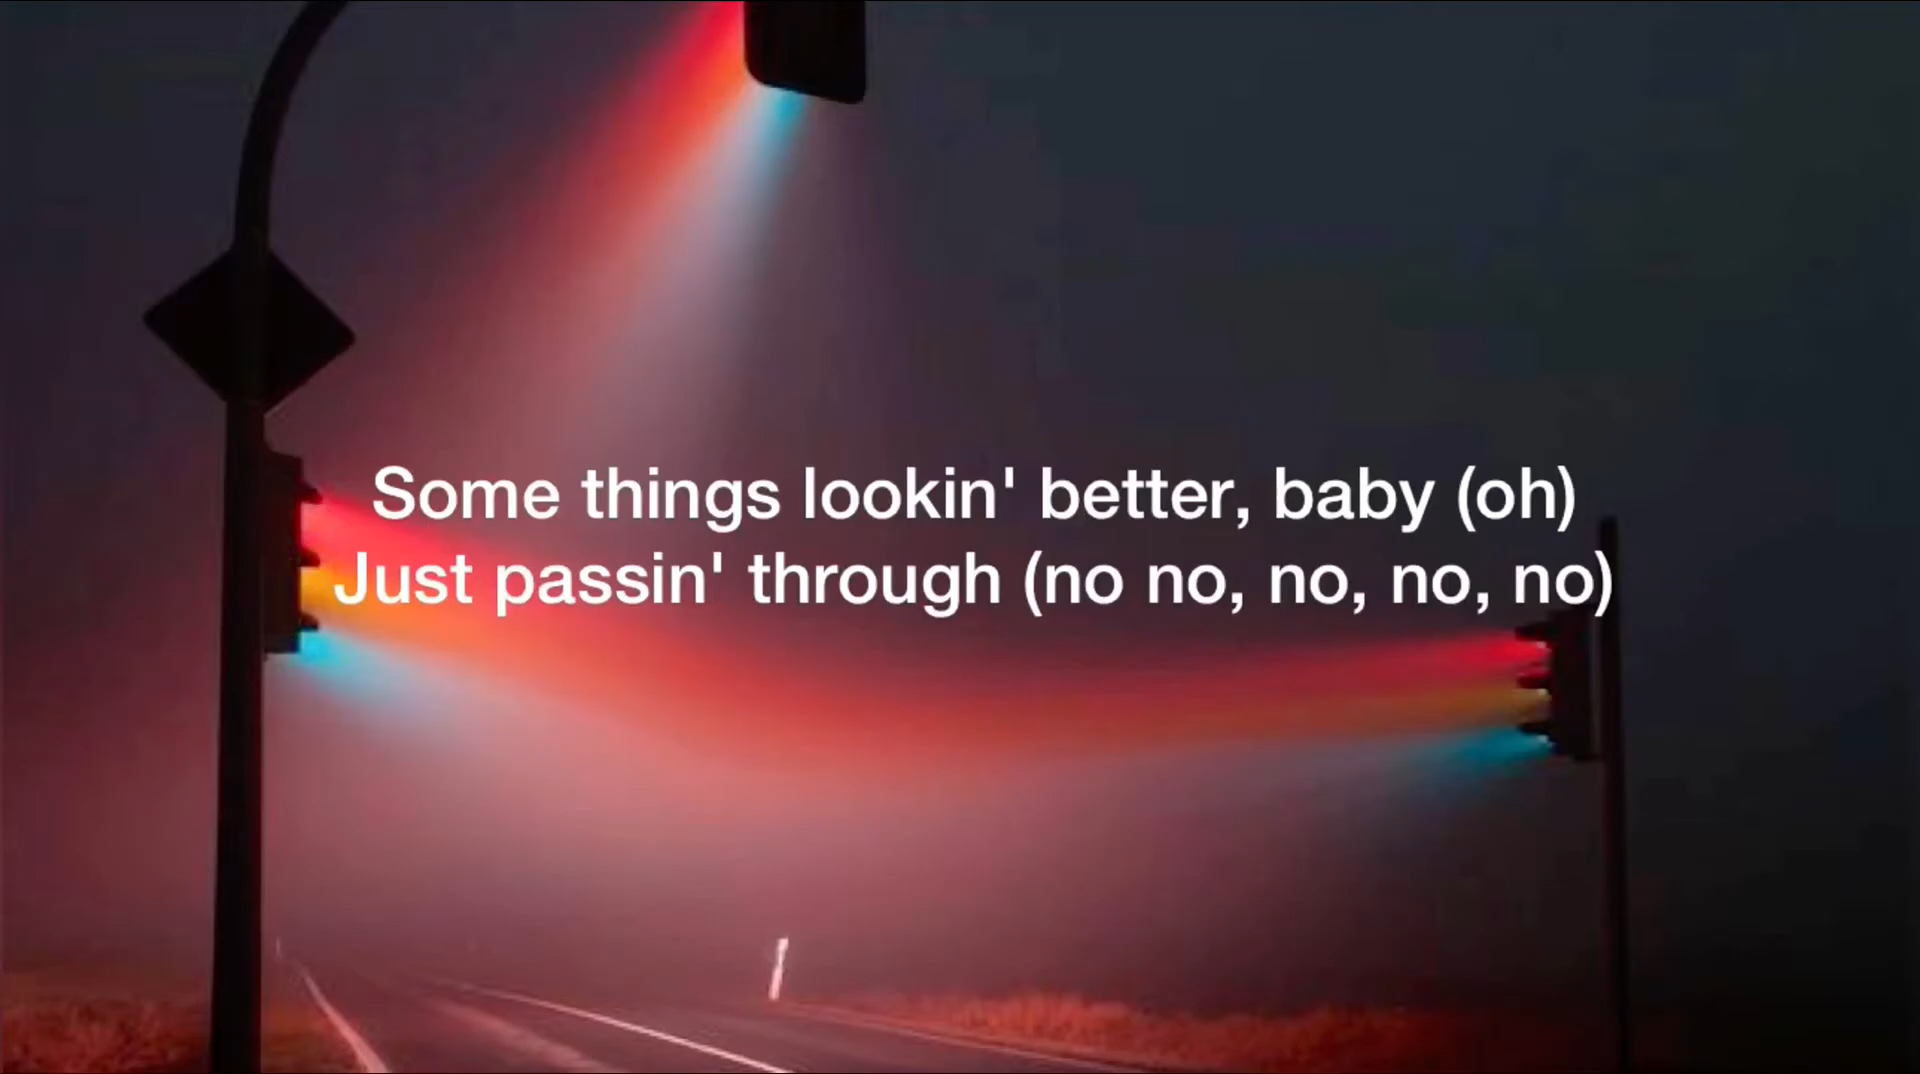 Some things lookin' better, baby (oh)
Just passin' through (no no, no, no, no)